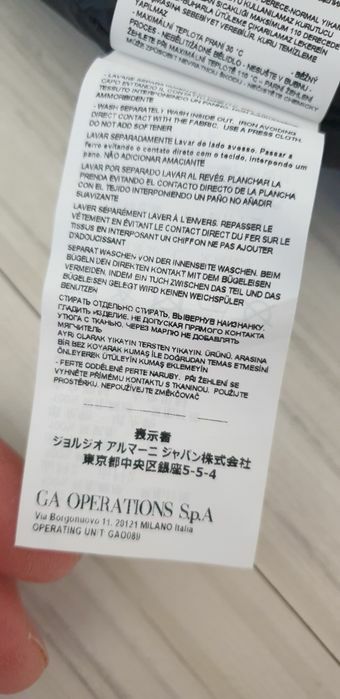 YAPILMAZ
- MAXIMÁLNÍ TEPLOTA PRANÍ 30 °C
AMMORBIDENTE
- WASH SEPARATELY WASH INSIDE OUT. IRON AVOIDING
DIRECT CONTACT WITH THE FABRIC. USE A PRESS CLOTH.
DO NOT ADD SOFTENER
LAVAR SEPARADAMENTE Lavar do lado avesso. Passar a
ferro evitando o contato direto com o tecido, interpondo um
pano. NÃO ADICIONAR AMACIANTE
LAVAR POR SEPARADO LAVAR AL REVÉS. PLANCHAR LA
PRENDA EVITANDO EL CONTACTO DIRECTO DE LA PLANCHA
CON EL TEJIDO INTERPONIENDO UN PAÑO NO AÑADIR
SUAVIZANTE
LAVER SÉPARÉMENT LAVER À L'ENVERS. REPASSER LE
VÊTEMENT EN ÉVITANT LE CONTACT DIRECT DU FER SUR LE
TISSUS EN INTERPOSANT UN CHIFFON NE PAS AJOUTER
D'ADOUCISSANT
SEPARAT WASCHEN VON DER INNENSEITE WASCHEN. BEIM
BÜGELN DEN DIREKTEN KONTAKT MIT DEM BÜGELEISEN
VERMEIDEN, INDEM EIN TUCH ZWISCHEN DAS TEIL UND DAS
BÜGELEISEN GELEGT WIRD KEINEN WEICHSPÜLER
BENUTZEN
СТИРАТЬ ОТДЕЛЬНО СТИРАТЬ, ВЫВЕРНУВ НАИЗНАНКУ.
ГЛАДИТЬ ИЗДЕЛИЕ, НЕ ДОПУСКАЯ ПРЯМОГО КОНТАКТА
УТЮГА С ТКАНЬЮ, ЧЕРЕЗ МАРЛЮ НЕ ДОБАВЛЯТЬ
МЯГЧИТЕЛЬ
AYRI OLARAK YIKAYIN TERSTEN YIKAYIN. ÜRÜNÜ, ARASINA
BİR BEZ KOYARAK KUMAŞ İLE DOĞRUDAN TEMAS ETMESİNİ
ÖNLEYEREK ÜTÜLEYİN KUMAŞ EKLEMEYİN
- PERTE ODDĚLENĚ PERTE NARUBY. PŘI ŽEHLENÍ SE
VYHNĚTE PŘÍMÉMU KONTAKTU S TKANINOU. POUŽIJTE
PROSTĚRKU. NEPOUŽÍVEJTE ZMĚKČOVAČ
表示者
ジョルジオ アルマーニ ジャパン株式会社
東京都中央区銀座5-5-4
GA OPERATIONS S.p.A
Via Borgonuovo 11, 20121 MILANO Italia
OPERATING UNIT GAO089